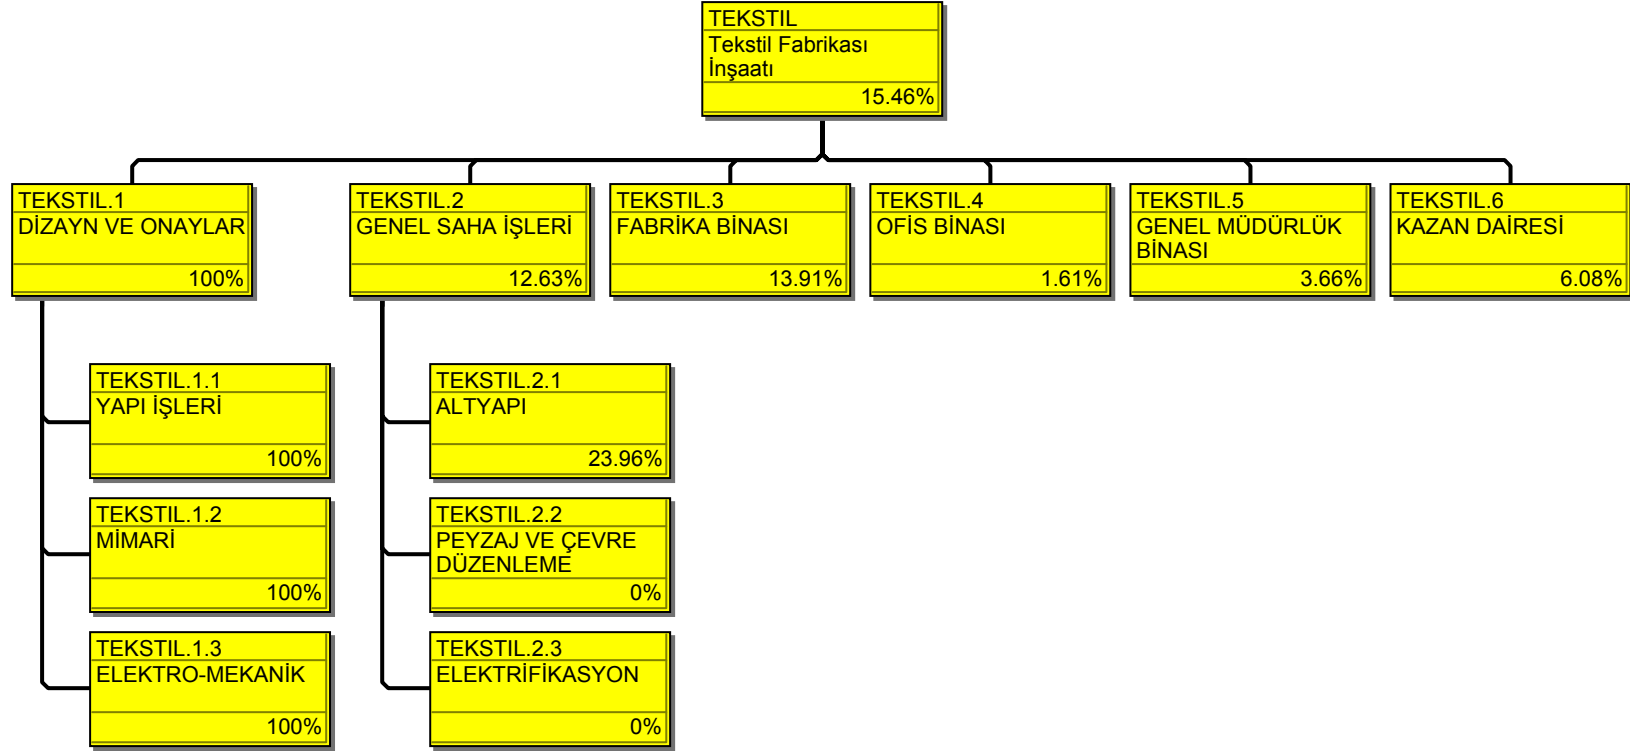 TEKSTIL
Tekstil Fabrikası
İnşaatı
15.46%
TEKSTIL.1
DİZAYN VE ONAYLAR
100%
TEKSTIL.2
GENEL SAHA İŞLERİ
12.63%
TEKSTIL.3
FABRİKA BİNASI
13.91%
TEKSTIL.4
OFİS BİNASI
1.61%
TEKSTIL.5
GENEL MÜDÜRLÜK
BİNASI
3.66%
TEKSTIL.6
KAZAN DAİRESİ
6.08%
TEKSTIL.1.1
YAPI İŞLERİ
100%
TEKSTIL.1.2
MİMARİ
100%
TEKSTIL.1.3
ELEKTRO-MEKANİK
100%
TEKSTIL.2.1
ALTYAPI
23.96%
TEKSTIL.2.2
PEYZAJ VE ÇEVRE
DÜZENLEME
0%
TEKSTIL.2.3
ELEKTRİFİKASYON
0%